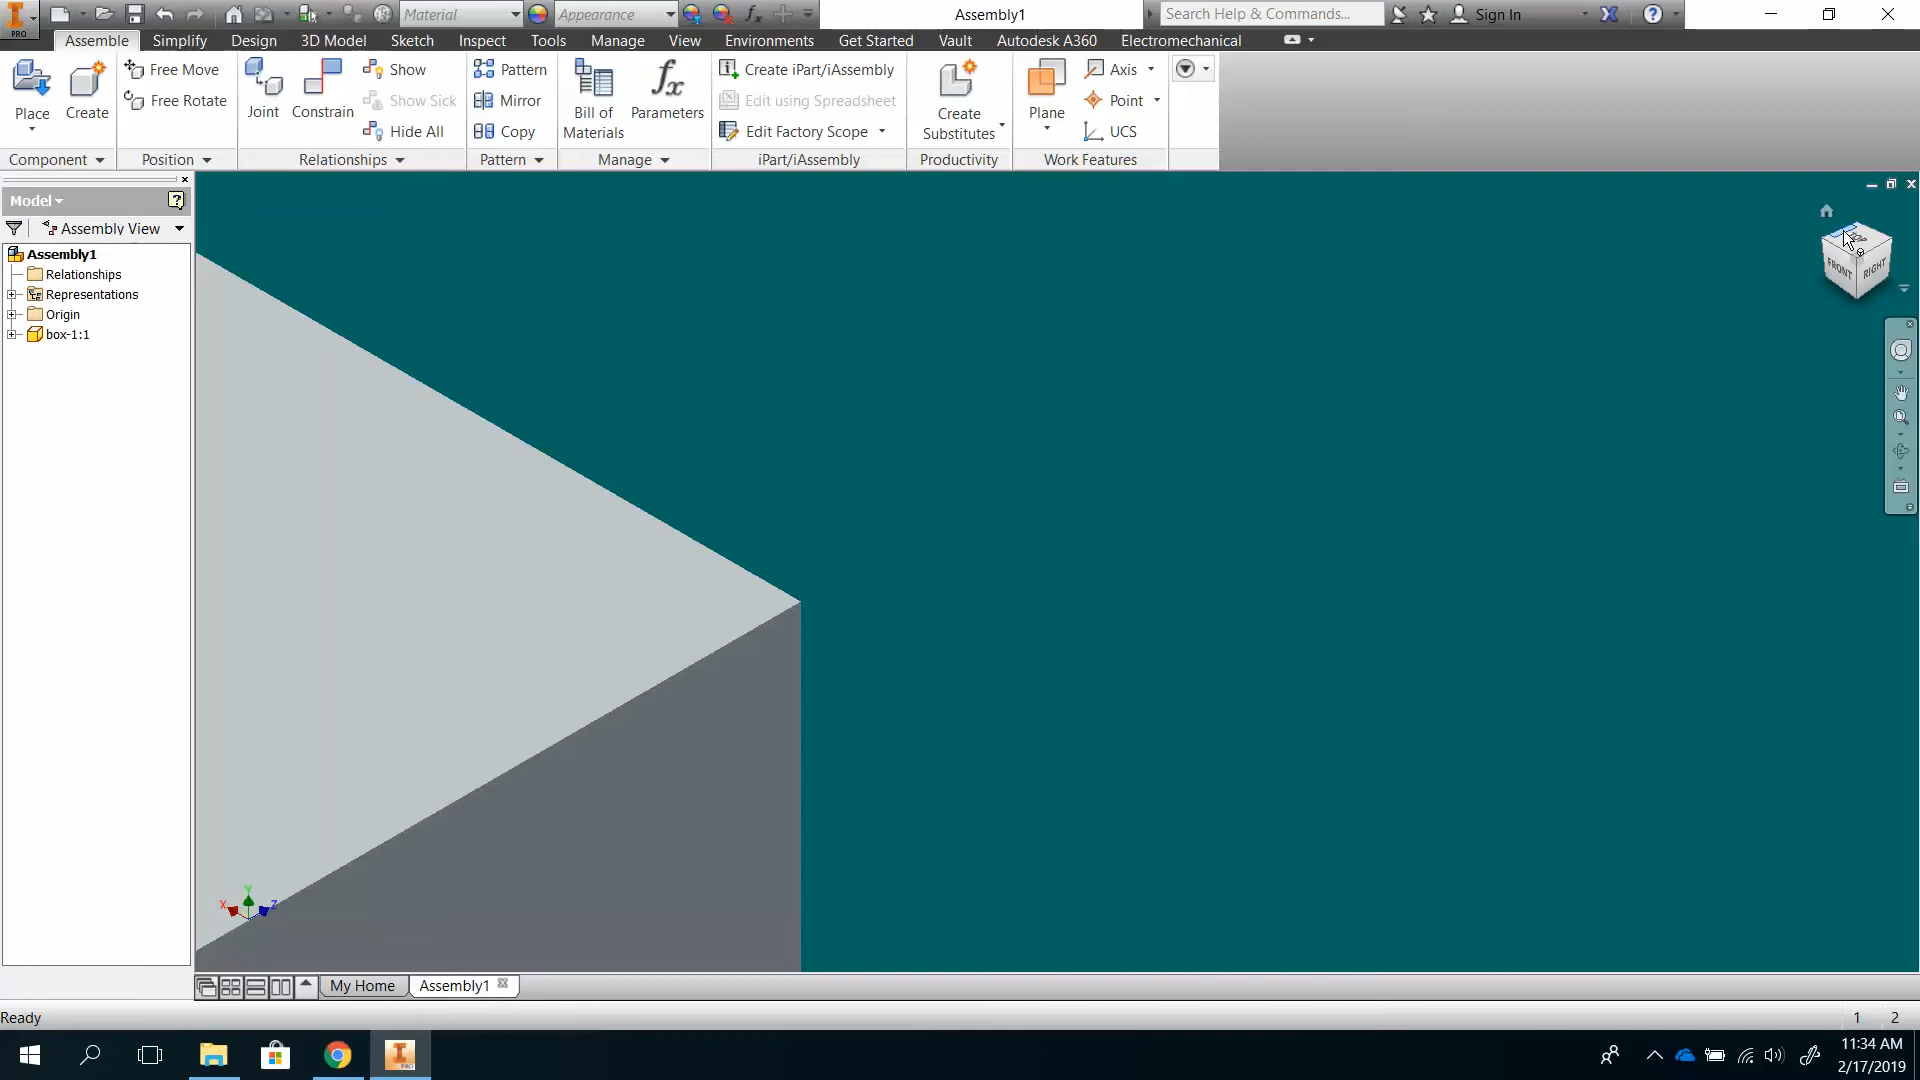 PRO
Material
Appearance
Assembly1
Search Help & Commands...
Sign In
Assemble Simplify Design 3D Model Sketch Inspect Tools Manage View Environments Get Started Vault Autodesk A360 Electromechanical
Place
Create
Free Move
Free Rotate
Joint
Constrain
Show
Show Sick
Hide All
Pattern
Mirror
Copy
Bill of
Materials
Parameters
Create iPart/iAssembly
Edit using Spreadsheet
Edit Factory Scope
Create
Substitutes
Plane
Axis
Point
UCS
Component Position Relationships Pattern Manage iPart/iAssembly Productivity Work Features
Model
Assembly View
Assembly1
Relationships
Representations
Origin
box-1:1
FRONT
RIGHT
X
Y
Z
My Home
Assembly1
Ready
1 2
11:34 AM
2/17/2019